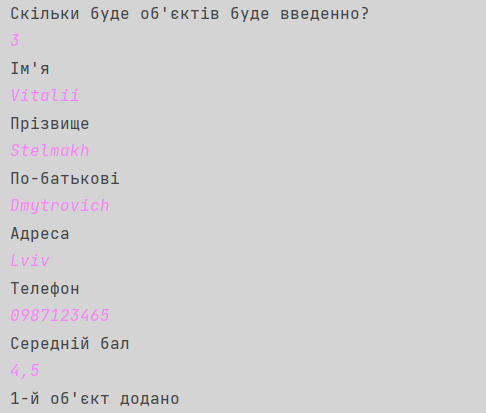 Скільки буде об'єктів буде введенно?
3
Ім'я
Vitalii
Прізвище
Stelmakh
По-батькові
Dmytrovich
Адреса
Lviv
Телефон
0987123465
Середній бал
4,5
1-й об'єкт додано